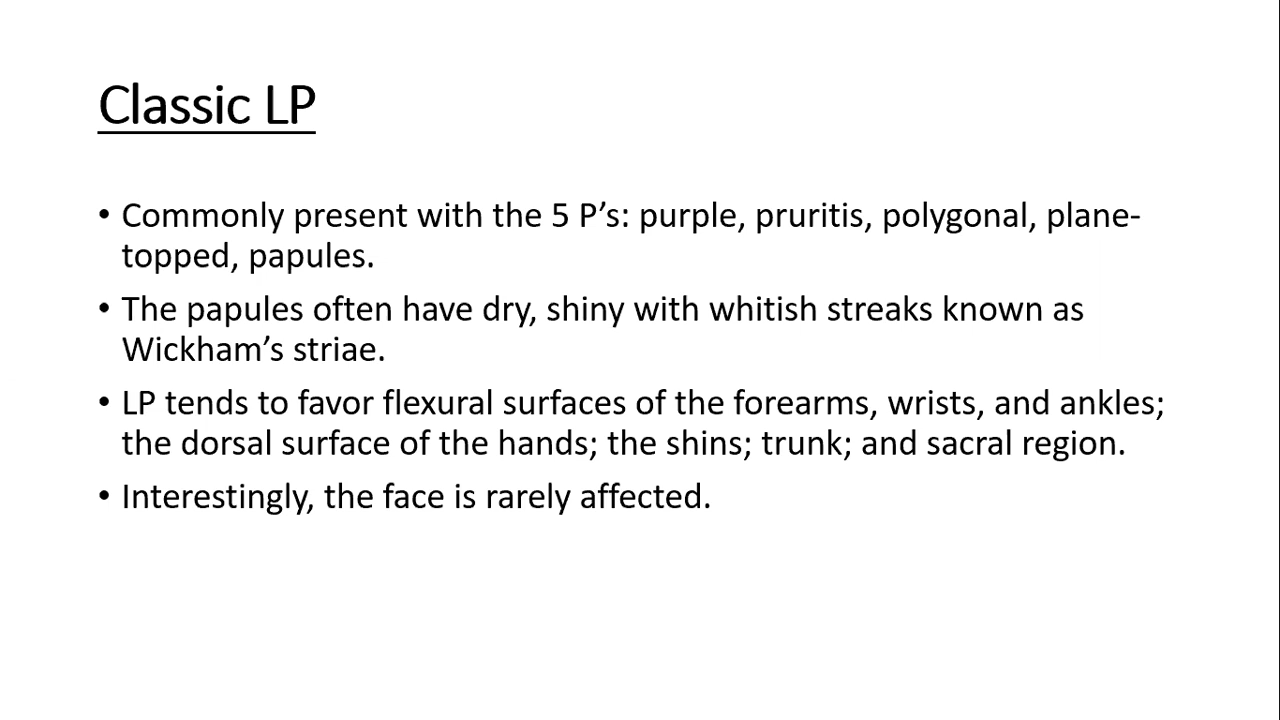 Classic LP
• Commonly present with the 5 P’s: purple, pruritis, polygonal, plane-
topped, papules.
• The papules often have dry, shiny with whitish streaks known as
Wickham’s striae.
• LP tends to favor flexural surfaces of the forearms, wrists, and ankles;
the dorsal surface of the hands; the shins; trunk; and sacral region.
• Interestingly, the face is rarely affected.